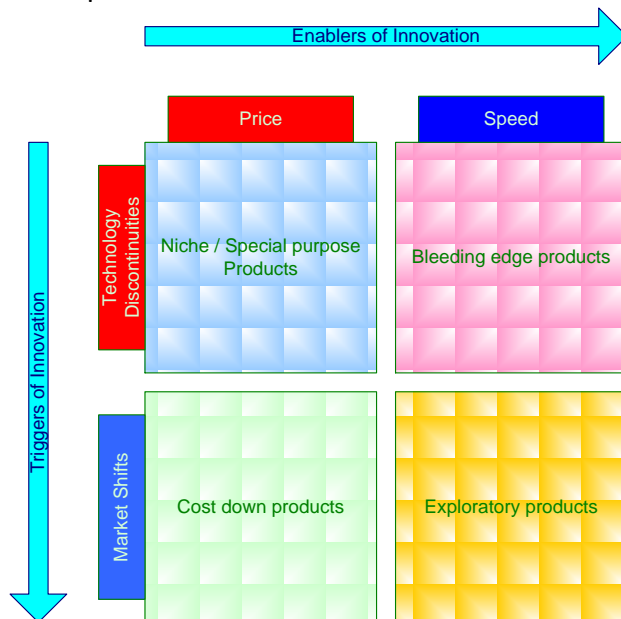 Enablers of Innovation
Price
Speed
Technology
Discontinuities
Niche / Special purpose
Products
Bleeding edge products
Triggers of Innovation
Market Shifts
Cost down products
Exploratory products